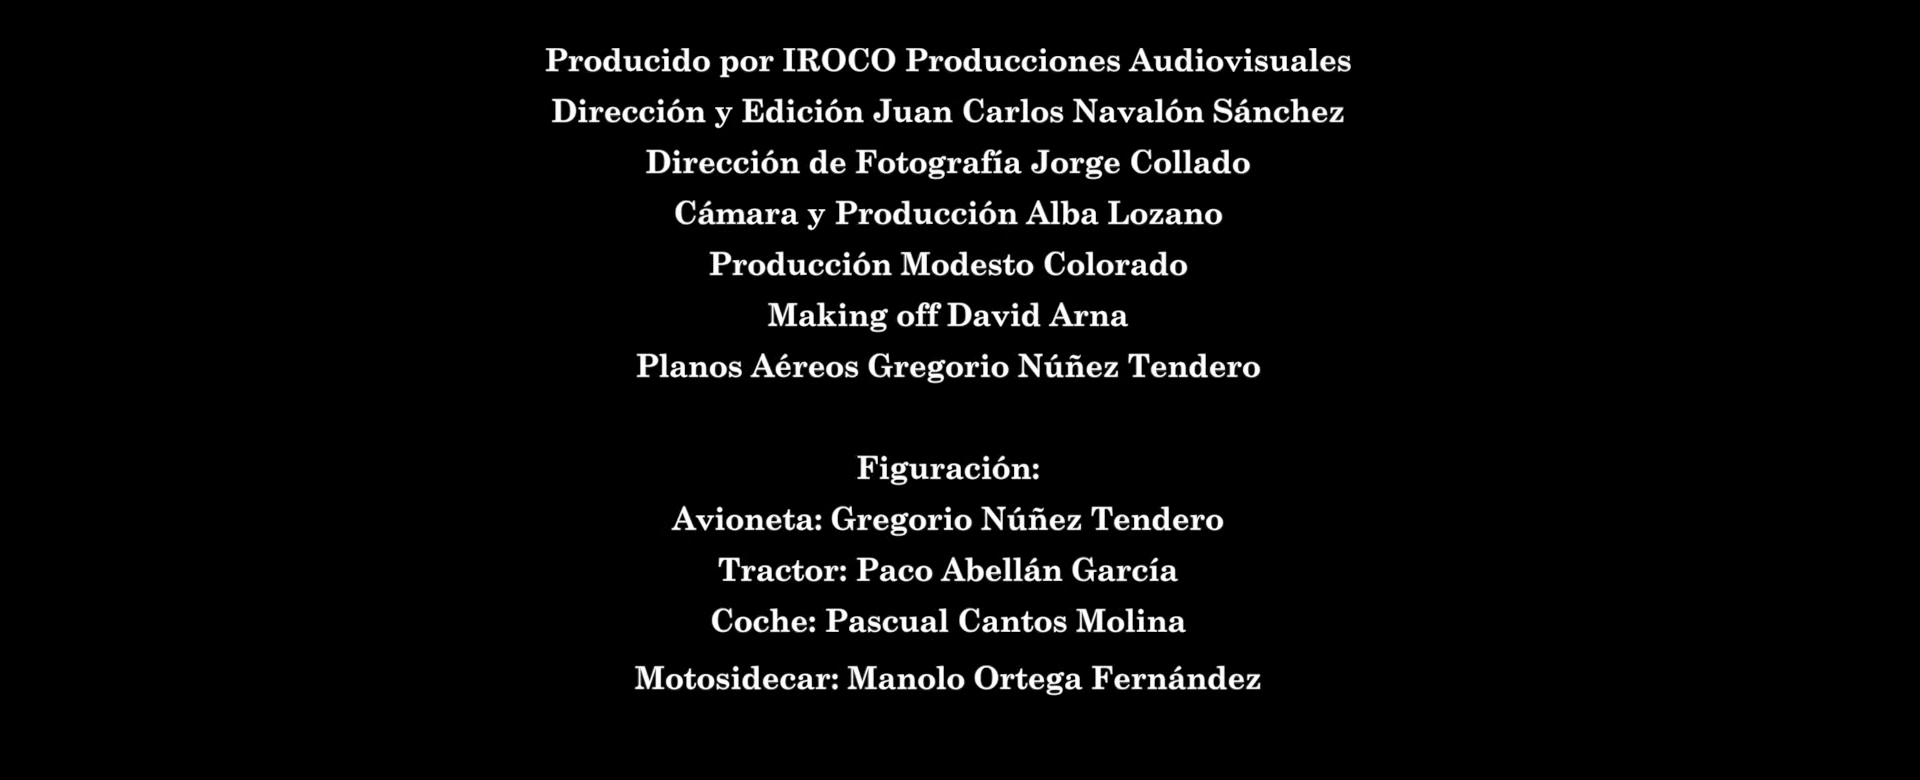 Producido por IROCO Producciones Audiovisuales
Dirección y Edición Juan Carlos Navalón Sánchez
Dirección de Fotografía Jorge Collado
Cámara y Producción Alba Lozano
Producción Modesto Colorado
Making off David Arna
Planos Aéreos Gregorio Núñez Tendero
Figuración:
Avioneta: Gregorio Núñez Tendero
Tractor: Paco Abellán García
Coche: Pascual Cantos Molina
Motosidecar: Manolo Ortega Fernández